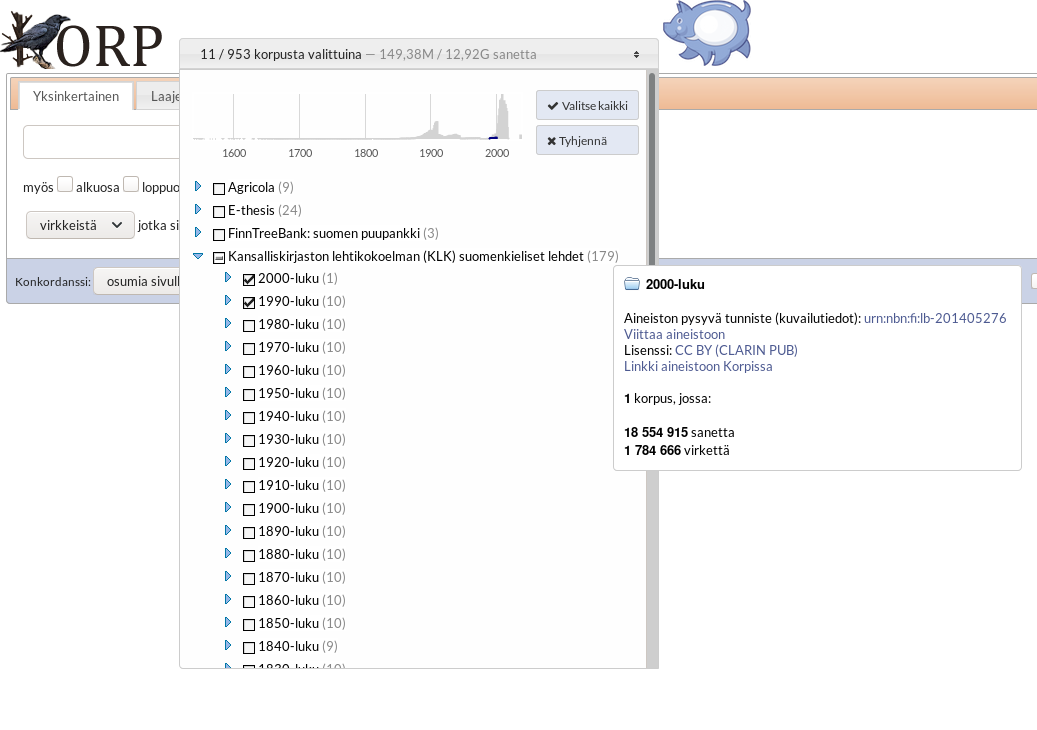 ORP
11 / 953 korpusta valittuina — 149,38M / 12,92G sanetta
Yksinkertainen
Laaje
Valitse kaikki
Tyhjennä
1600 1700 1800 1900 2000
myös alkuosa loppuo
virkkeistä jotka si
Konkordanssi: osumia sivull
Agricola (9)
E-thesis (24)
FinnTreeBank: suomen puupankki (3)
Kansalliskirjaston lehtikokoelman (KLK) suomenkieliset lehdet (179)
2000-luku (1)
1990-luku (10)
1980-luku (10)
1970-luku (10)
1960-luku (10)
1950-luku (10)
1940-luku (10)
1930-luku (10)
1920-luku (10)
1910-luku (10)
1900-luku (10)
1890-luku (10)
1880-luku (10)
1870-luku (10)
1860-luku (10)
1850-luku (10)
1840-luku (9)
1830-luku (10)
2000-luku
Aineiston pysyvä tunniste (kuvailutiedot): urn:nbn:fi:lb-201405276
Viittaa aineistoon
Lisenssi: CC BY (CLARIN PUB)
Linkki aineistoon Korpissa
1 korpus, jossa:
18 554 915 sanetta
1 784 666 virkettä